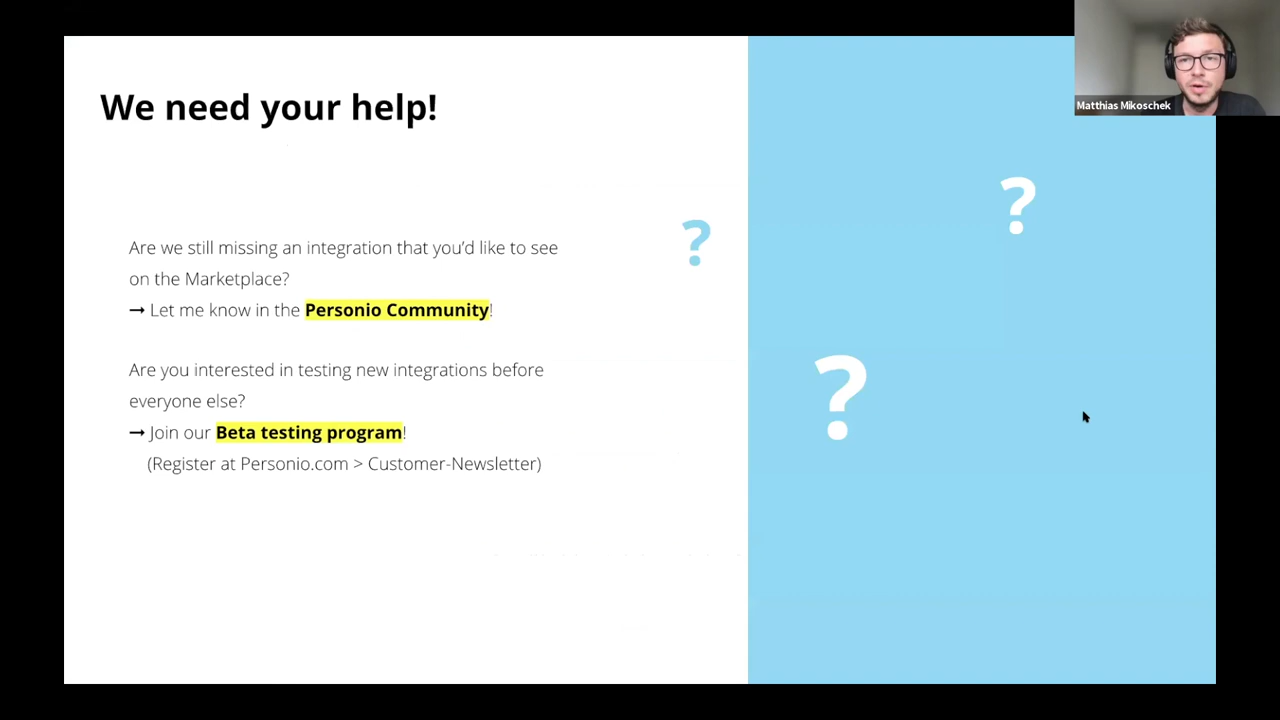 We need your help!
Matthias Mikoschek
?
?
Are we still missing an integration that you’d like to see
on the Marketplace?
→ Let me know in the Personio Community!
?
Are you interested in testing new integrations before
everyone else?
→ Join our Beta testing program!
(Register at Personio.com > Customer-Newsletter)